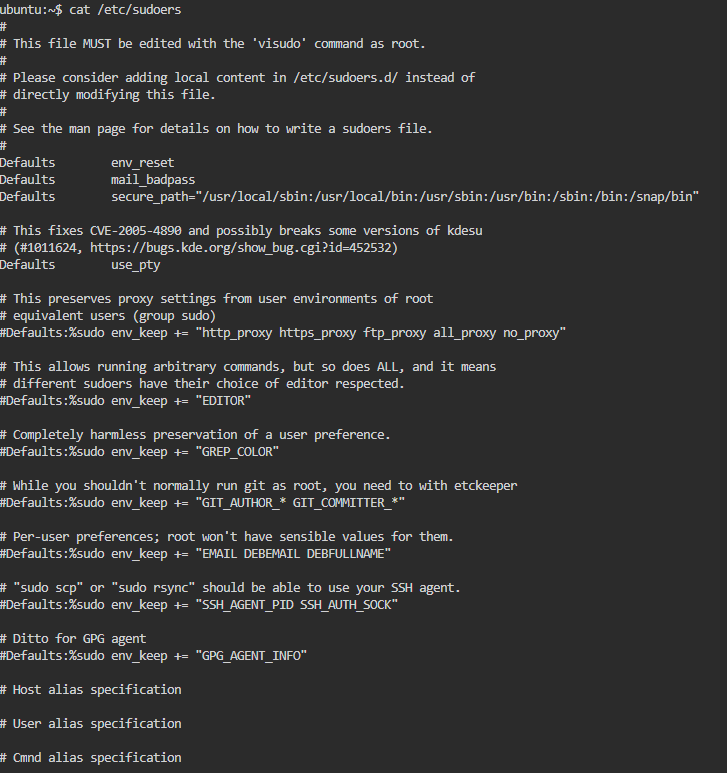 ubuntu:~$ cat /etc/sudoers
#
# This file MUST be edited with the 'visudo' command as root.
#
# Please consider adding local content in /etc/sudoers.d/ instead of
# directly modifying this file.
#
# See the man page for details on how to write a sudoers file.
#
Defaults        env_reset
Defaults        mail_badpass
Defaults        secure_path="/usr/local/sbin:/usr/local/bin:/usr/sbin:/usr/bin:/sbin:/bin:/snap/bin"

# This fixes CVE-2005-4890 and possibly breaks some versions of kdesu
# (#1011624, https://bugs.kde.org/show_bug.cgi?id=452532)
Defaults        use_pty

# This preserves proxy settings from user environments of root
# equivalent users (group sudo)
#Defaults:%sudo env_keep += "http_proxy https_proxy ftp_proxy all_proxy no_proxy"

# This allows running arbitrary commands, but so does ALL, and it means
# different sudoers have their choice of editor respected.
#Defaults:%sudo env_keep += "EDITOR"

# Completely harmless preservation of a user preference.
#Defaults:%sudo env_keep += "GREP_COLOR"

# While you shouldn't normally run git as root, you need to with etckeeper
#Defaults:%sudo env_keep += "GIT_AUTHOR_* GIT_COMMITTER_*"

# Per-user preferences; root won't have sensible values for them.
#Defaults:%sudo env_keep += "EMAIL DEBEMAIL DEBFULLNAME"

# "sudo scp" or "sudo rsync" should be able to use your SSH agent.
#Defaults:%sudo env_keep += "SSH_AGENT_PID SSH_AUTH_SOCK"

# Ditto for GPG agent
#Defaults:%sudo env_keep += "GPG_AGENT_INFO"

# Host alias specification

# User alias specification

# Cmnd alias specification